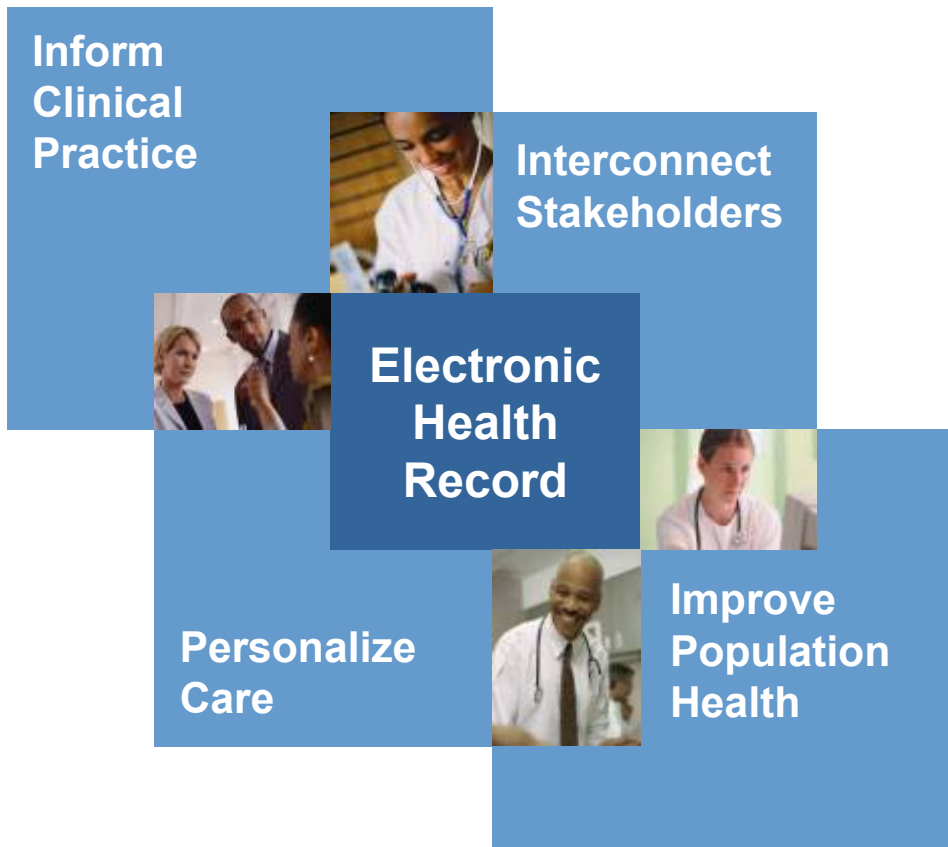 Inform
Clinical
Practice
Interconnect
Stakeholders
Electronic
Health
Record
Personalize
Care
Improve
Population
Health